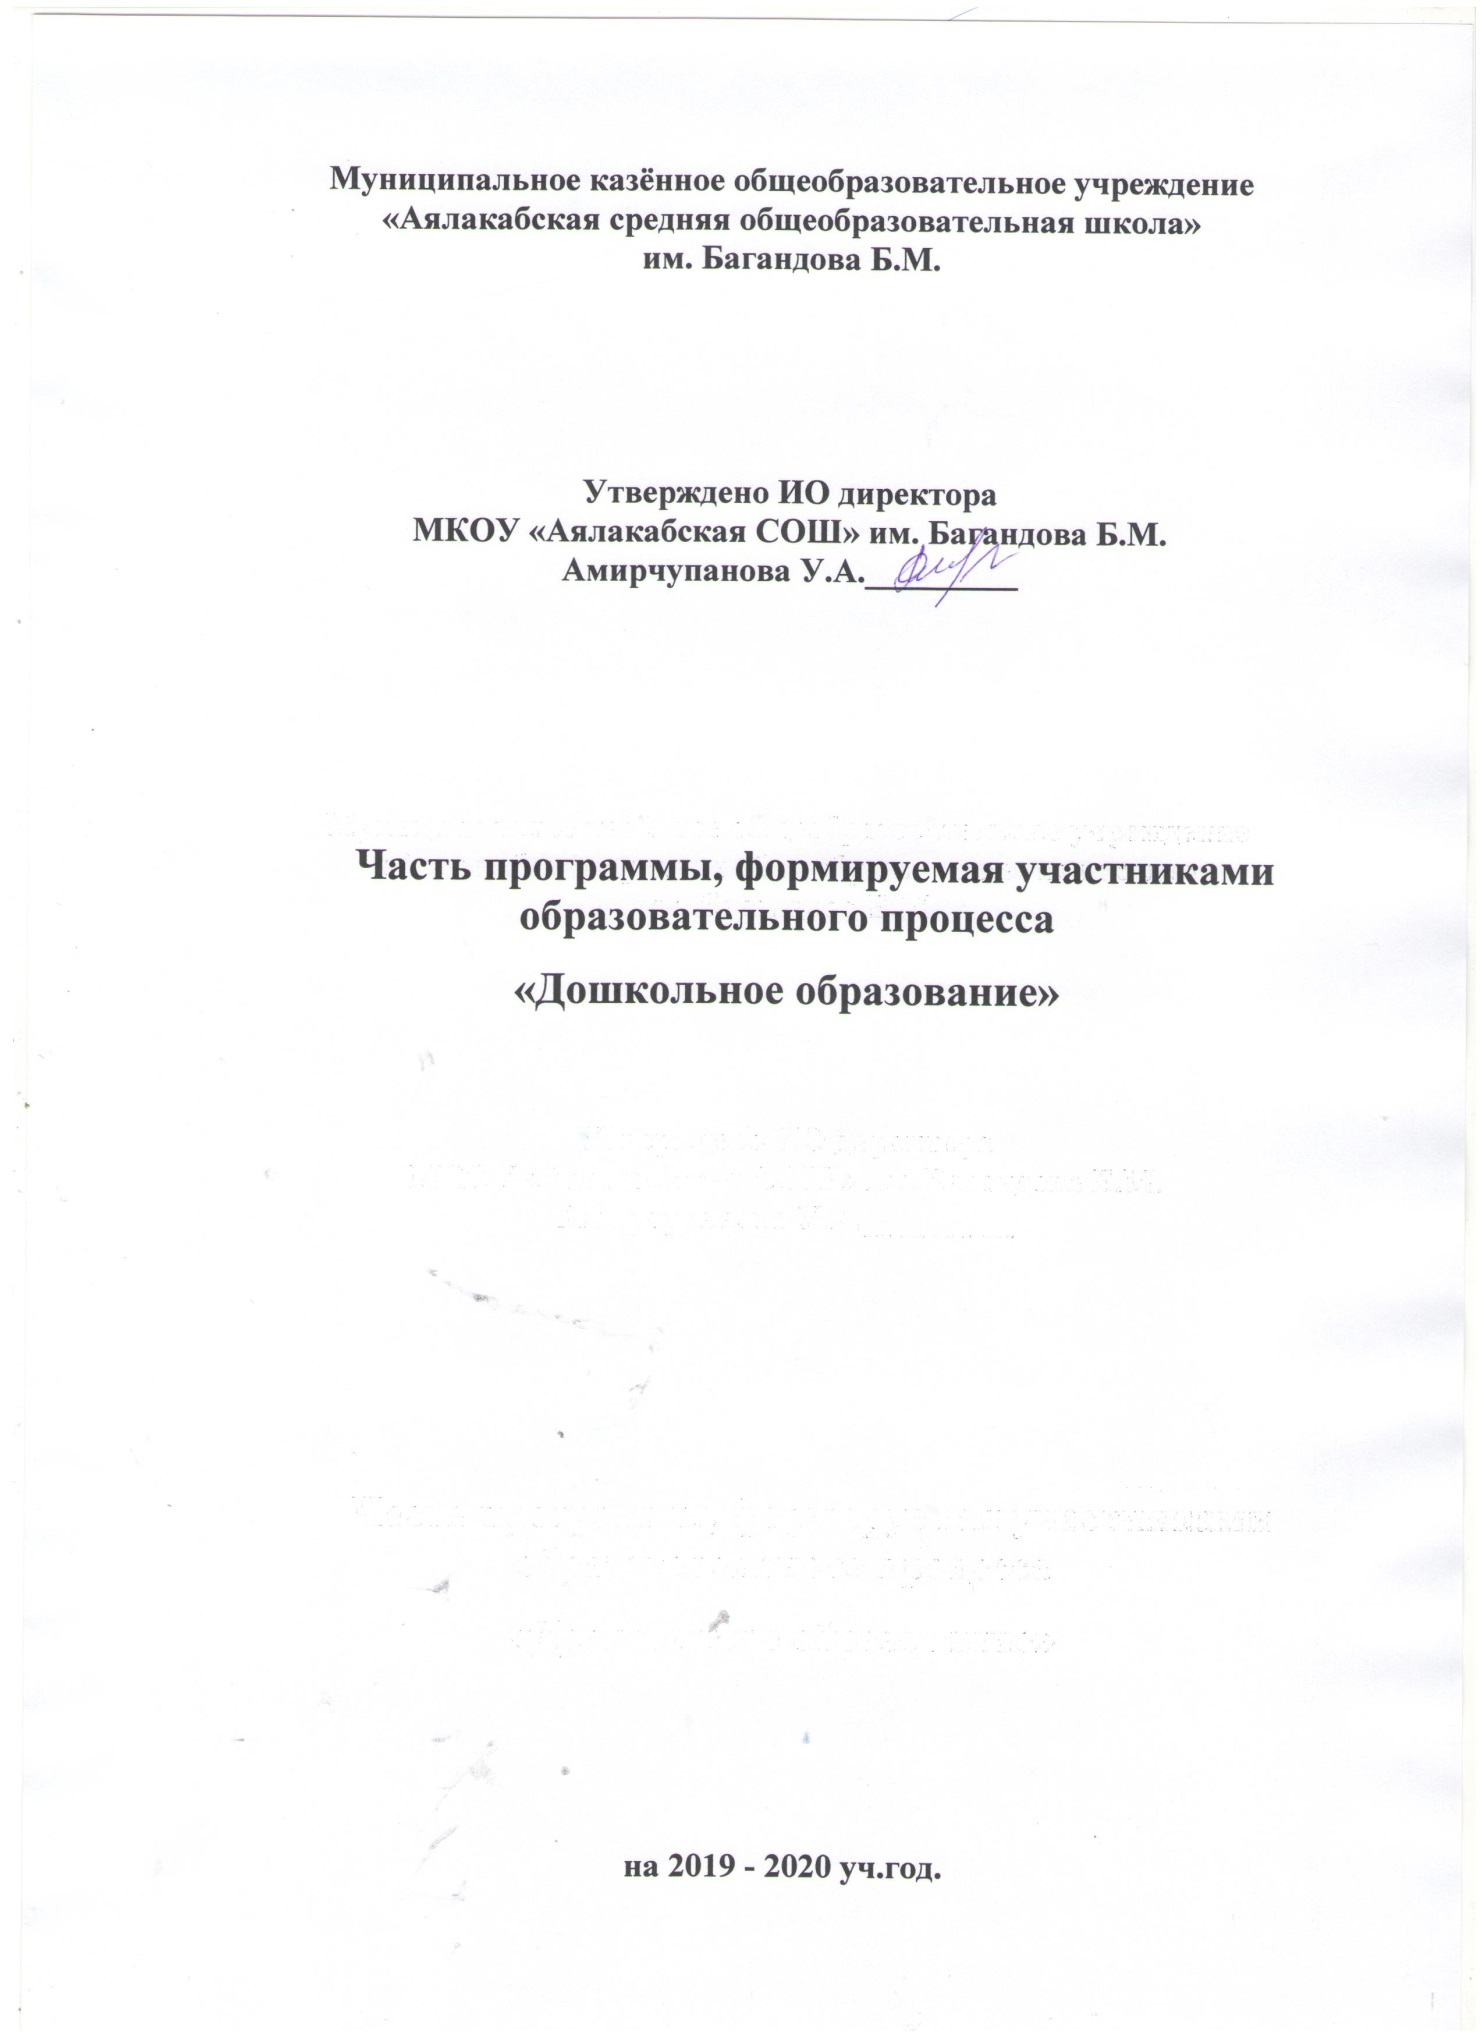 Муниципальное казённое общеобразовательное учреждение
«Аялакабская средняя общеобразовательная школа»
им. Багандова Б.М.
Утверждено ИО директора
МКОУ «Аялакабская СОШ» им. Багандова Б.М.
Амирчупанова У.А.__________
Часть программы, формируемая участниками
образовательного процесса
«Дошкольное образование»
на 2019 - 2020 уч.год.